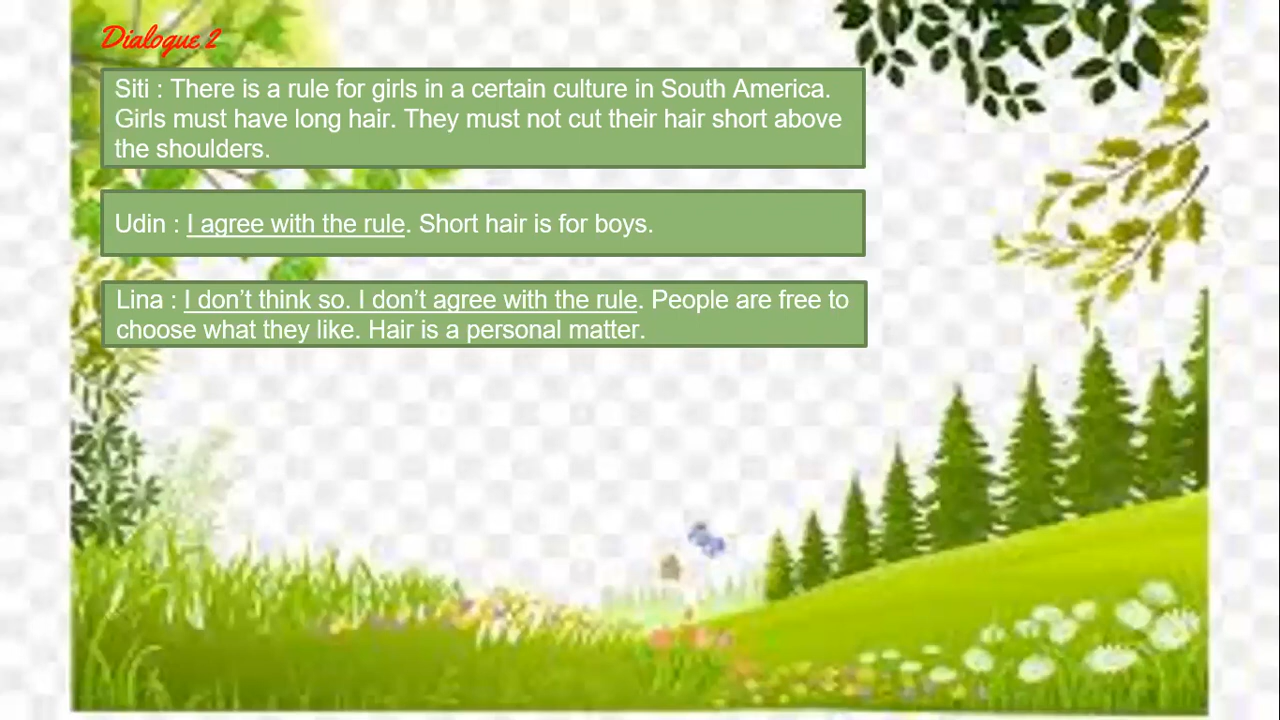 Dialogue 2
Siti : There is a rule for girls in a certain culture in South America.
Girls must have long hair. They must not cut their hair short above
the shoulders.
Udin : I agree with the rule. Short hair is for boys.
Lina : I don’t think so. I don’t agree with the rule. People are free to
choose what they like. Hair is a personal matter.